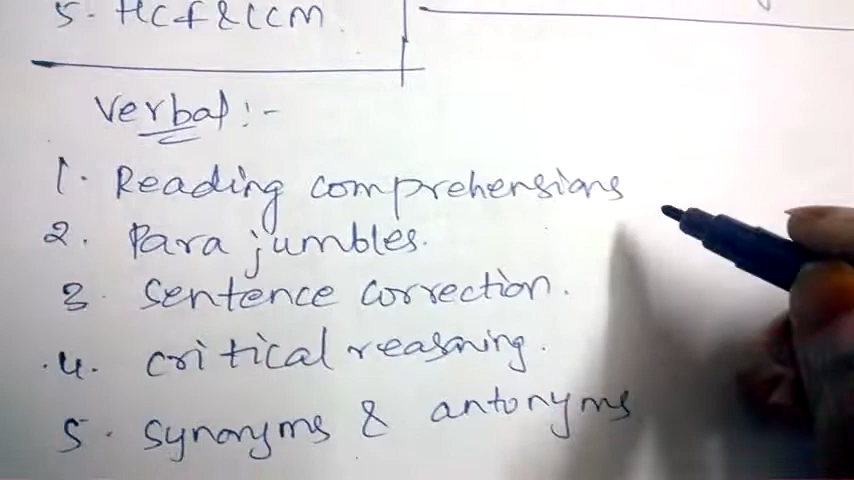 5. HCF & LCM
Verbal :-
1. Reading comprehensions
2. Para jumbles.
3. Sentence correction.
4. critical reasoning.
5. synonyms & antonyms